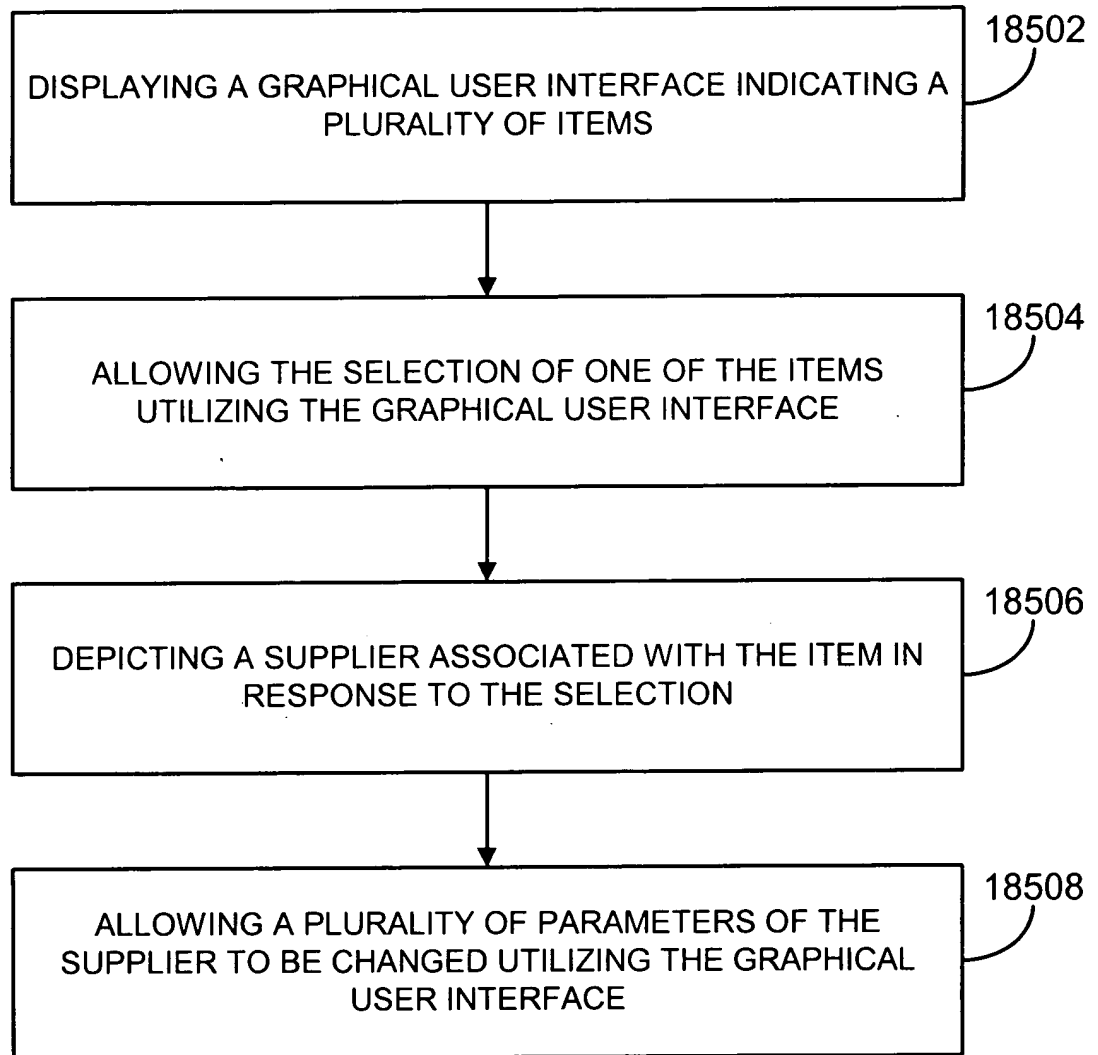 18502
DISPLAYING A GRAPHICAL USER INTERFACE INDICATING A
PLURALITY OF ITEMS
18504
ALLOWING THE SELECTION OF ONE OF THE ITEMS
UTILIZING THE GRAPHICAL USER INTERFACE
18506
DEPICTING A SUPPLIER ASSOCIATED WITH THE ITEM IN
RESPONSE TO THE SELECTION
18508
ALLOWING A PLURALITY OF PARAMETERS OF THE
SUPPLIER TO BE CHANGED UTILIZING THE GRAPHICAL
USER INTERFACE